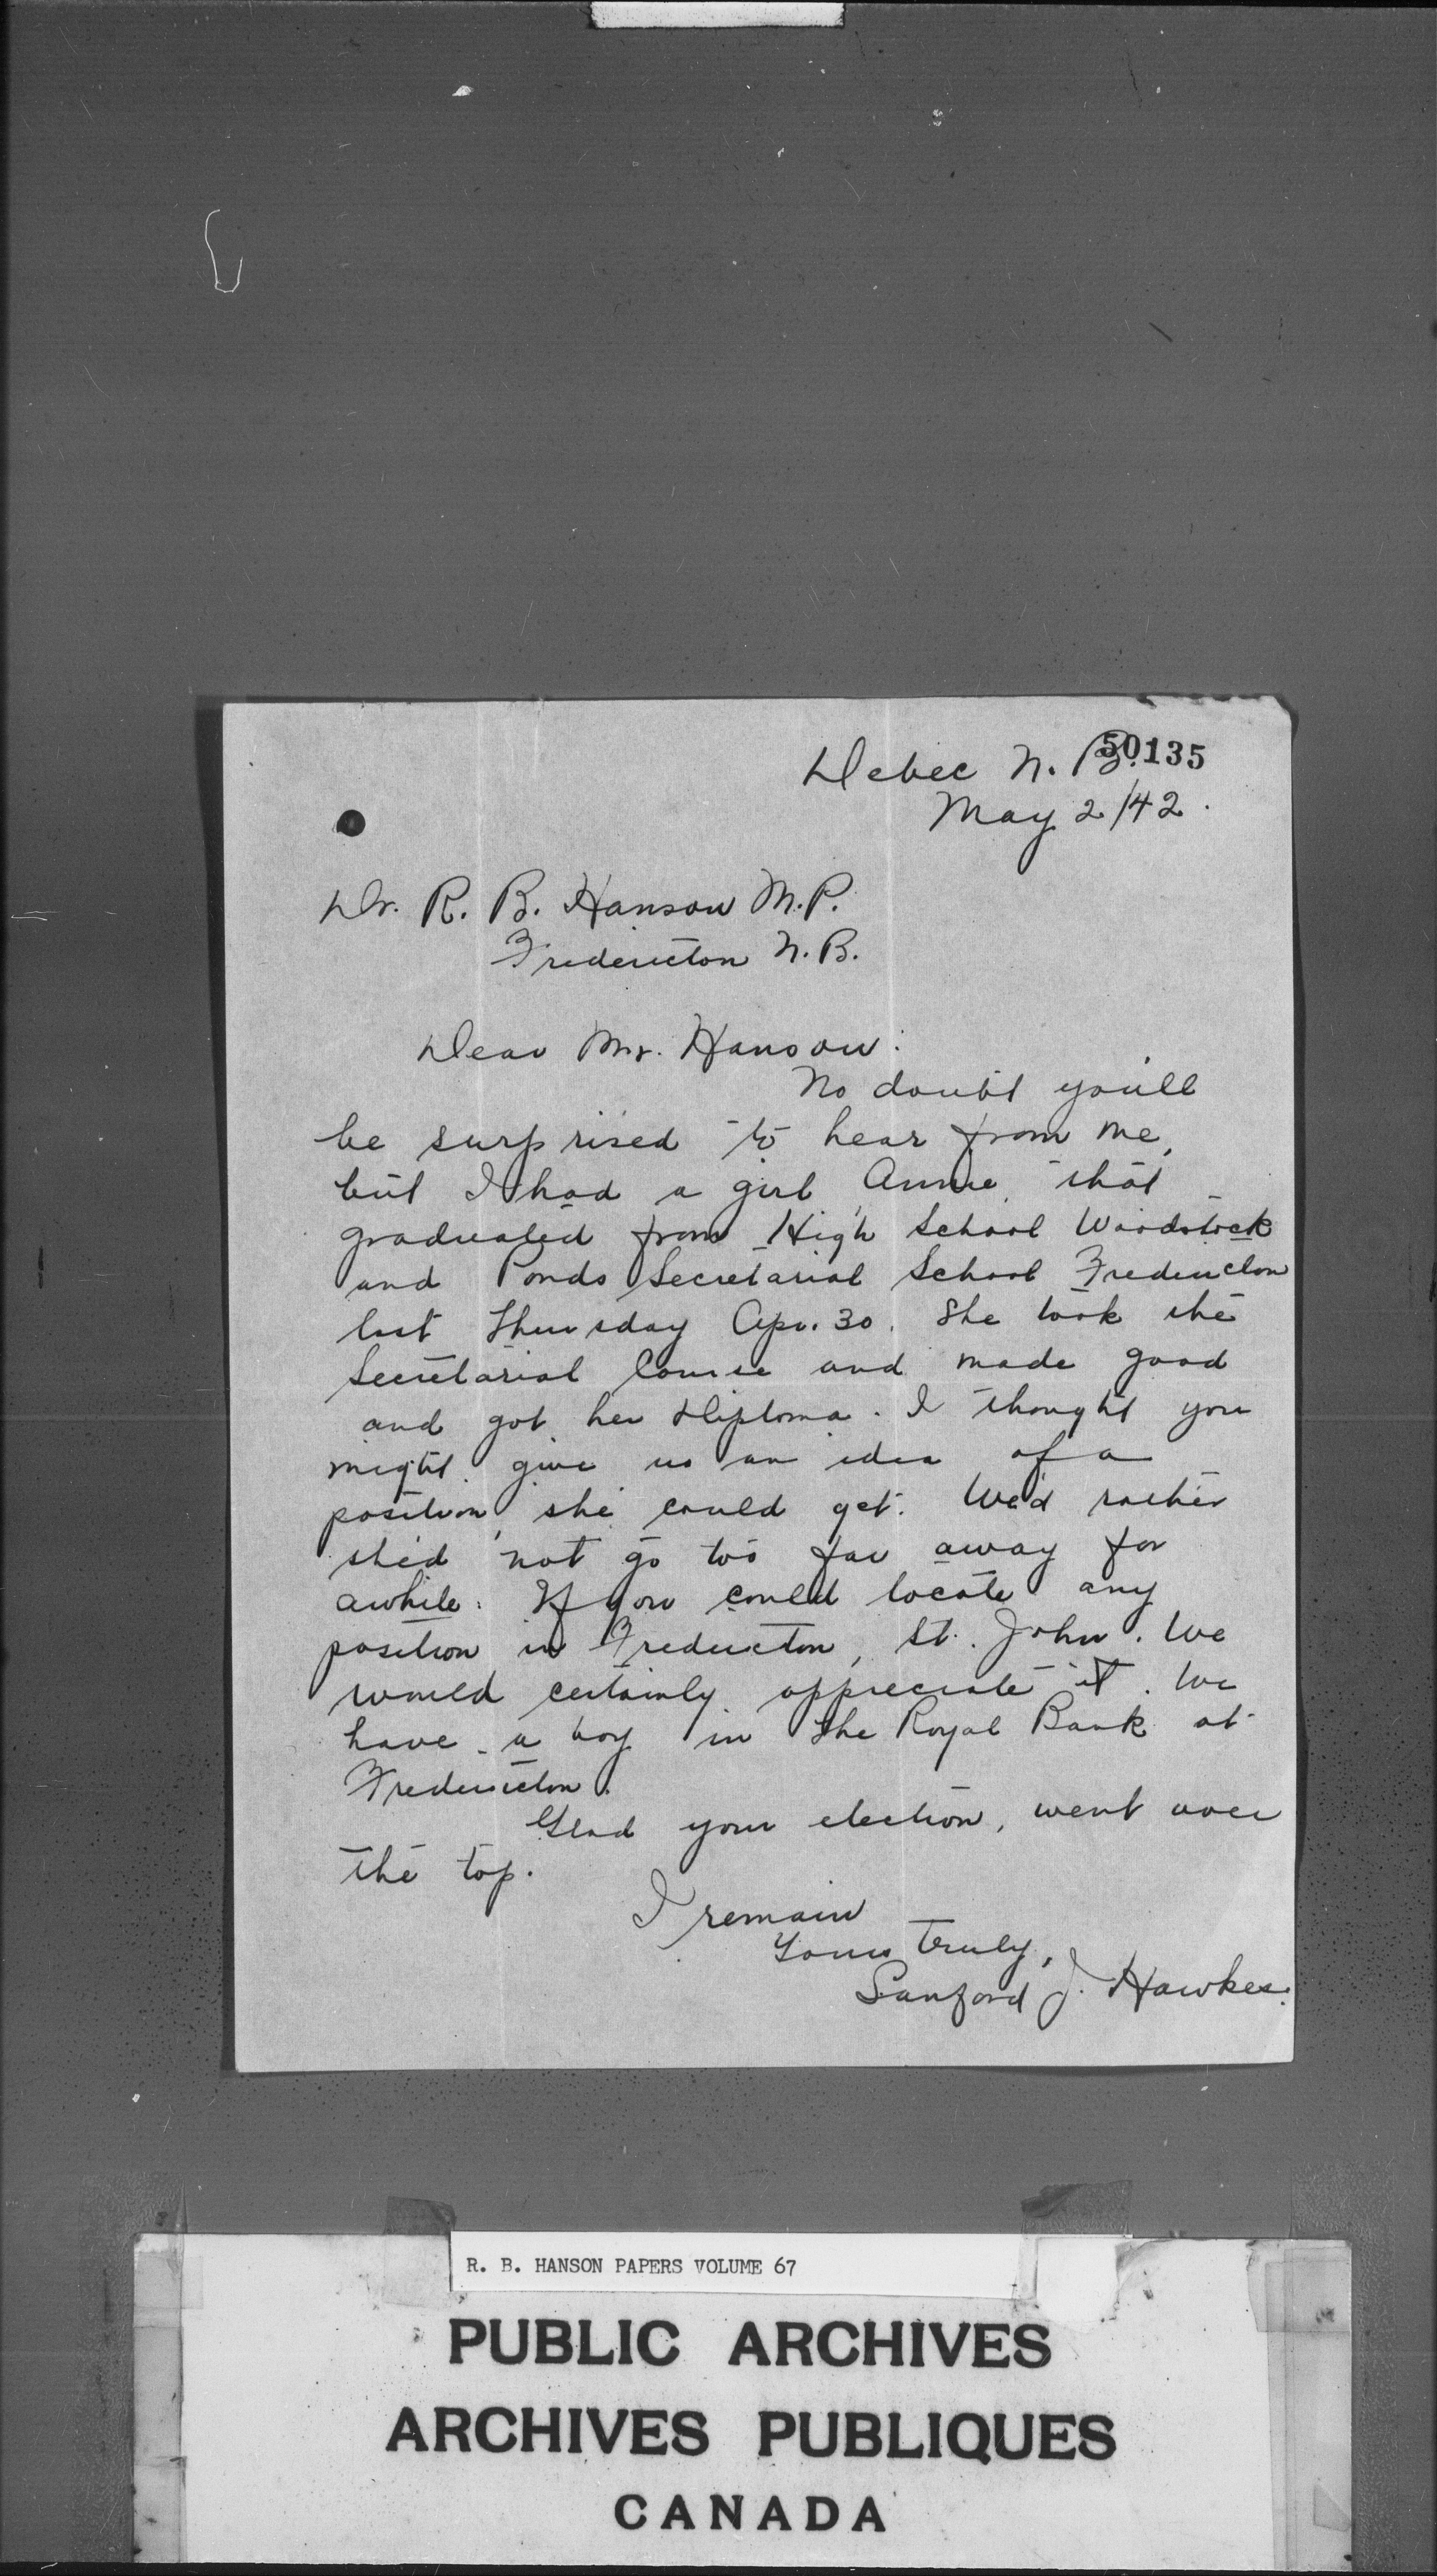 50135
Debec N. B.
May 2/42.
Dr. R. B. Hanson M.P.
Fredericton N.B.
Dear Mr. Hanson:
No doubt you'll
be surprised to hear from me,
but I had a girl, Annie, that
graduated from High School Woodstock
and Ponds Secretarial School Fredericton
last Thursday Apr. 30. She took the
Secretarial Course and made good
and got her Diploma. I thought you
might give us an idea of a
position, she could get. We'd rather
she'd not go too far away for
awhile. If you could locate any
position in Fredericton, St. John. We
would certainly appreciate it. We
have a boy in the Royal Bank at
Fredericton.
Glad your election, went over
the top.
I remain
Yours truly,
Sanford J. Hawkes.
R. B. HANSON PAPERS VOLUME 67
PUBLIC ARCHIVES
ARCHIVES PUBLIQUES
CANADA